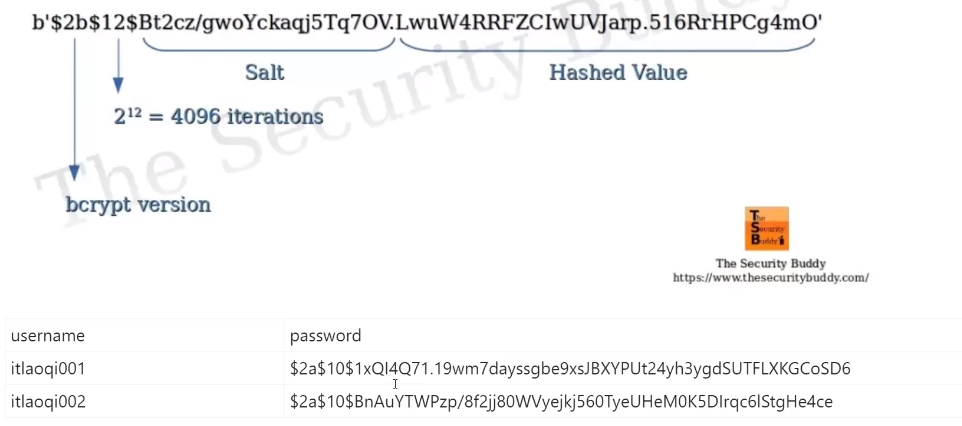 b'$2b$12$Bt2cz/gwoYckaqj5Tq7OV.LwuW4RRFZCIwUVJarp.516RrHPCg4mO'
Salt
Hashed Value
2¹² = 4096 iterations
bcrypt version
The Security Buddy
The Security Buddy
The Security Buddy
https://www.thesecuritybuddy.com/
username password
itlaoqi001 $2a$10$1xQI4Q71.19wm7dayssgbe9xsJBXYPUt24yh3ygdSUTFLXKGCoSD6
itlaoqi002 $2a$10$BnAuYTWPzp/8f2jj80WVyejkj560TyeUHeM0K5DIrqc6lStgHe4ce